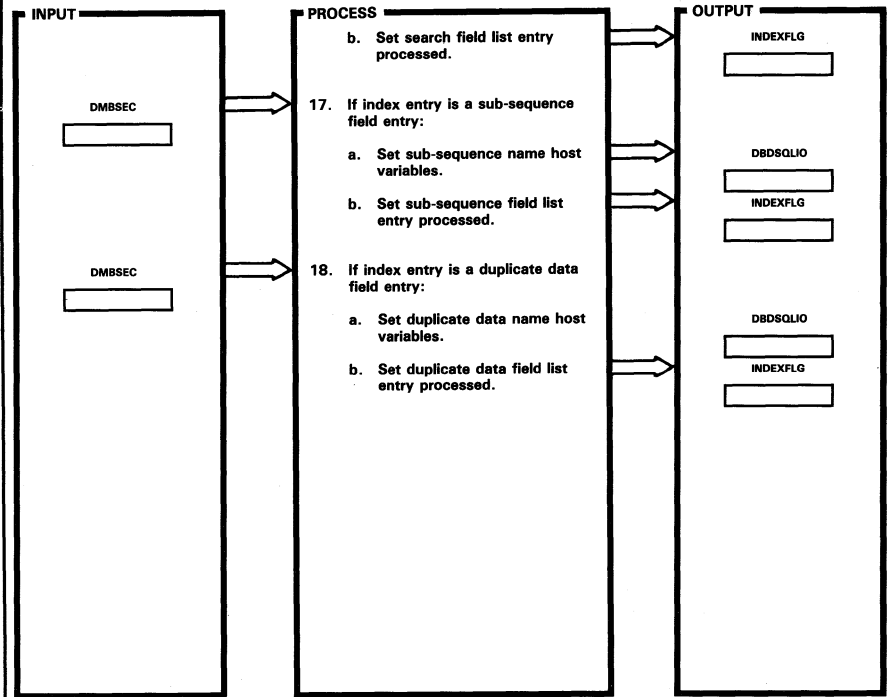 INPUT
PROCESS
OUTPUT
b. Set search field list entry
processed.
INDEXFLG
DMBSEC
17. If index entry is a sub-sequence
field entry:
a. Set sub-sequence name host
variables.
DBDSQLIO
b. Set sub-sequence field list
entry processed.
INDEXFLG
DMBSEC
18. If index entry is a duplicate data
field entry:
a. Set duplicate data name host
variables.
DBDSQLIO
b. Set duplicate data field list
entry processed.
INDEXFLG